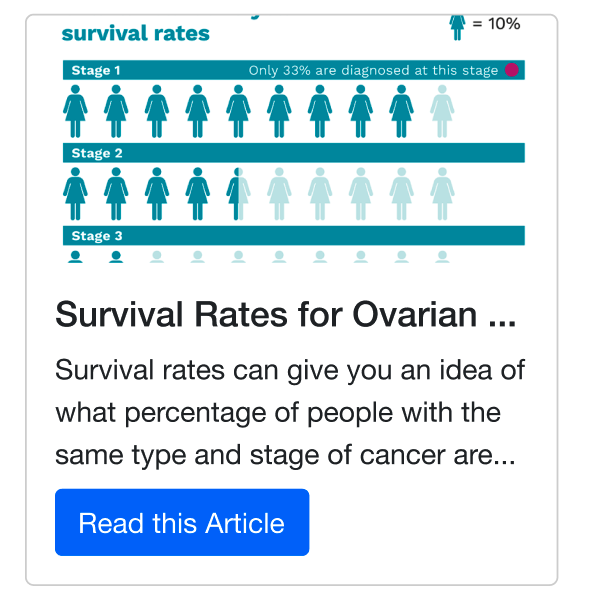 survival rates
= 10%
Stage 1 Only 33% are diagnosed at this stage
Stage 2
Stage 3
Survival Rates for Ovarian ...
Survival rates can give you an idea of
what percentage of people with the
same type and stage of cancer are...
Read this Article